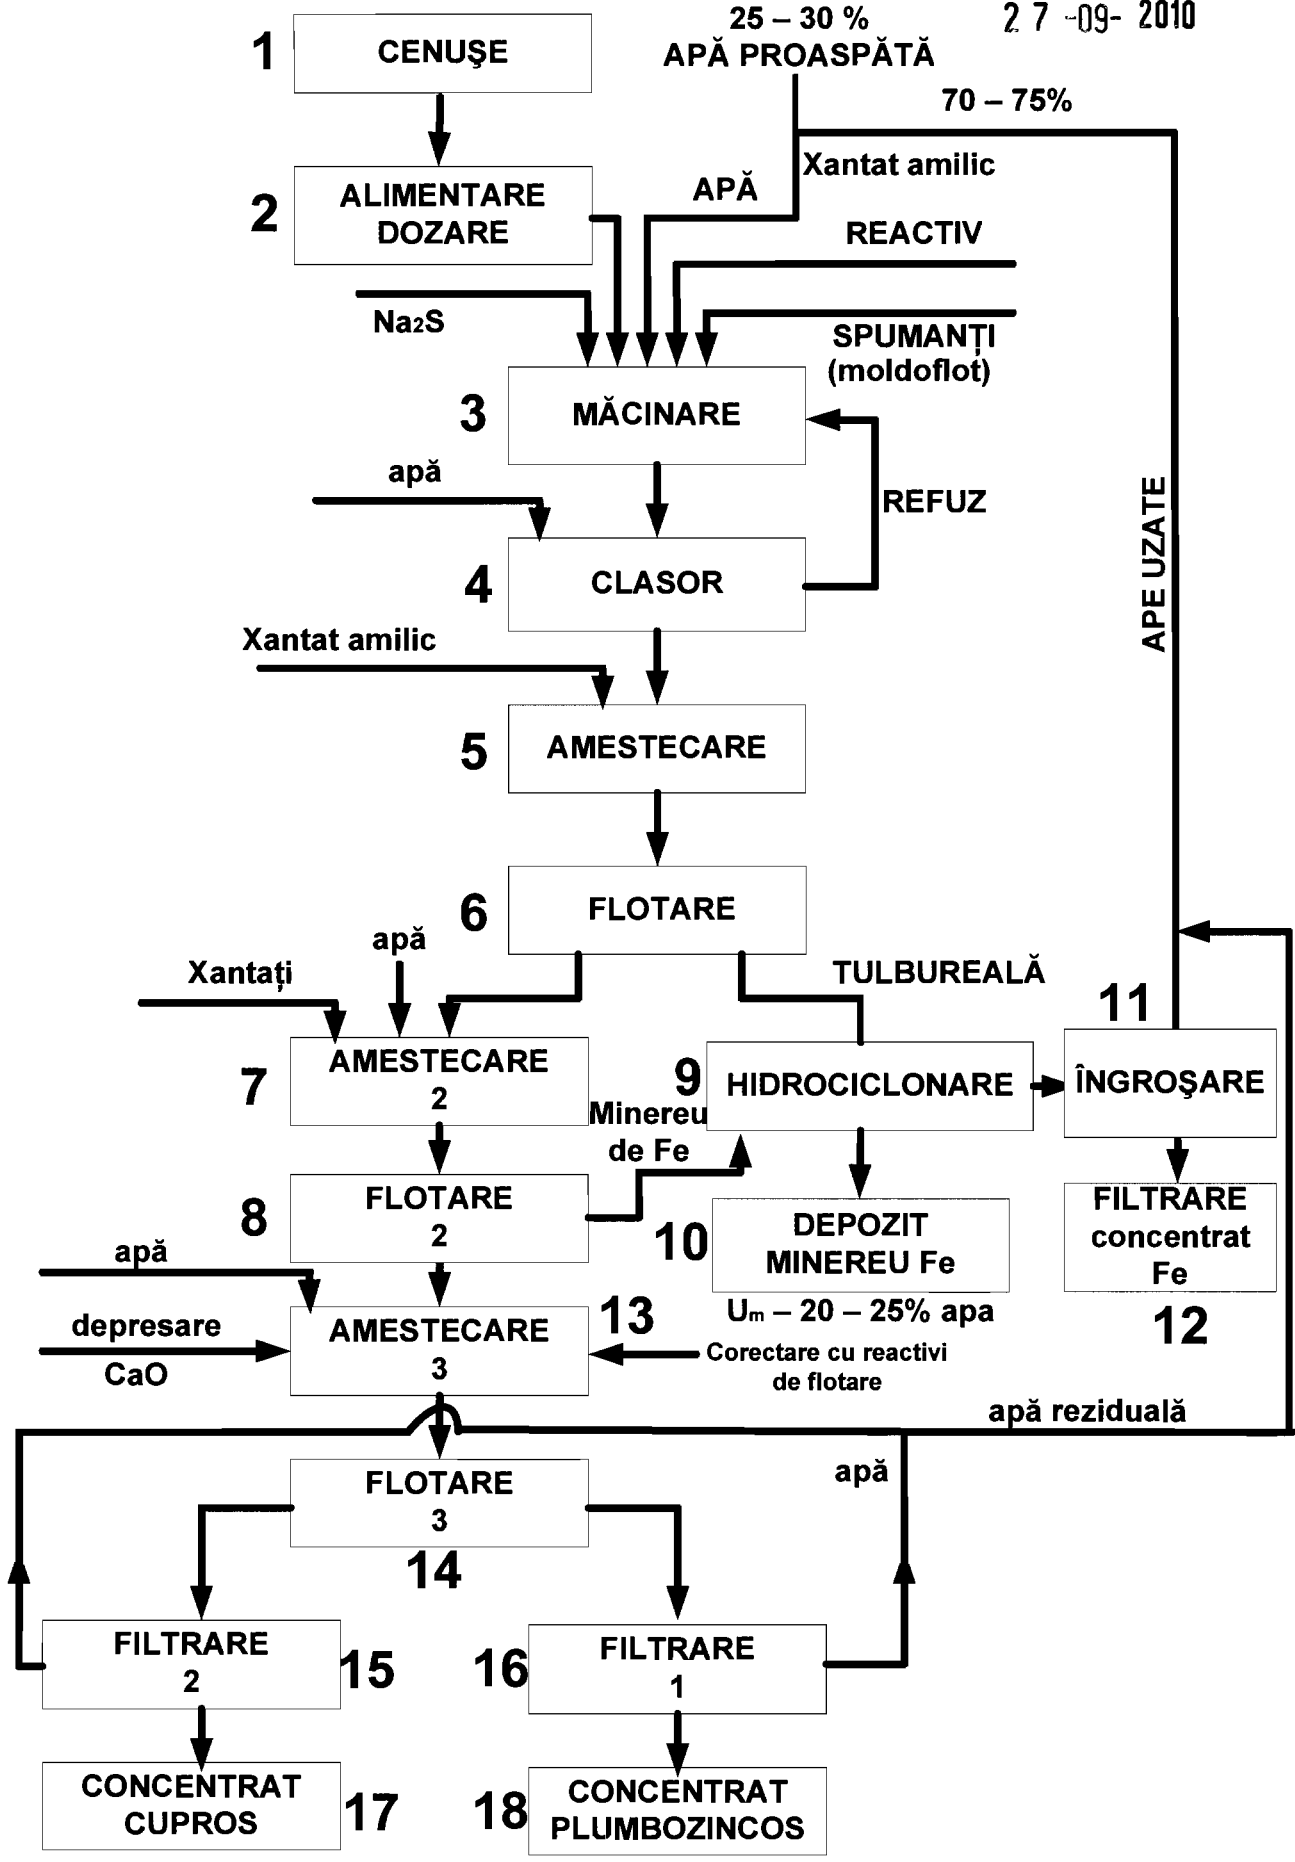 25 – 30 %
APĂ PROASPĂTĂ
2 7 -09- 2010
1
CENUŞE
70 – 75%
Xantat amilic
2
ALIMENTARE
DOZARE
APĂ
REACTIV
Na2S
SPUMANȚI
(moldoflot)
3
MĂCINARE
apă
REFUZ
APE UZATE
4
CLASOR
Xantat amilic
5
AMESTECARE
6
FLOTARE
apă
Xantați
TULBUREALĂ
11
7
AMESTECARE
2
9
HIDROCICLONARE
ÎNGROŞARE
Minereu
de Fe
8
FLOTARE
2
10
DEPOZIT
MINEREU Fe
FILTRARE
concentrat
Fe
12
apă
Um – 20 – 25% apa
13
AMESTECARE
3
depresare
CaO
Corectare cu reactivi
de flotare
apă reziduală
apă
FLOTARE
3
14
FILTRARE
2
15
16
FILTRARE
1
CONCENTRAT
CUPROS
17
18
CONCENTRAT
PLUMBOZINCOS